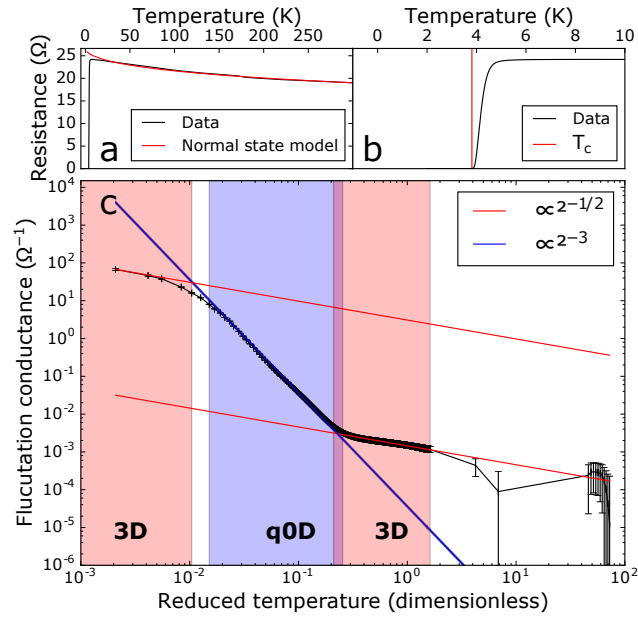 Temperature (K) Temperature (K)
0 50 100 150 200 250 0 2 4 6 8 10
Resistance (Ω)
25
20
15
10
5
0
a
Data
Normal state model
b
Data
T_c
Flucutation conductance (Ω⁻¹)
10⁴
10³
10²
10¹
10⁰
10⁻¹
10⁻²
10⁻³
10⁻⁴
10⁻⁵
10⁻⁶
C
∝2⁻¹/²
∝2⁻³
3D q0D 3D
10⁻³ 10⁻² 10⁻¹ 10⁰ 10¹ 10²
Reduced temperature (dimensionless)